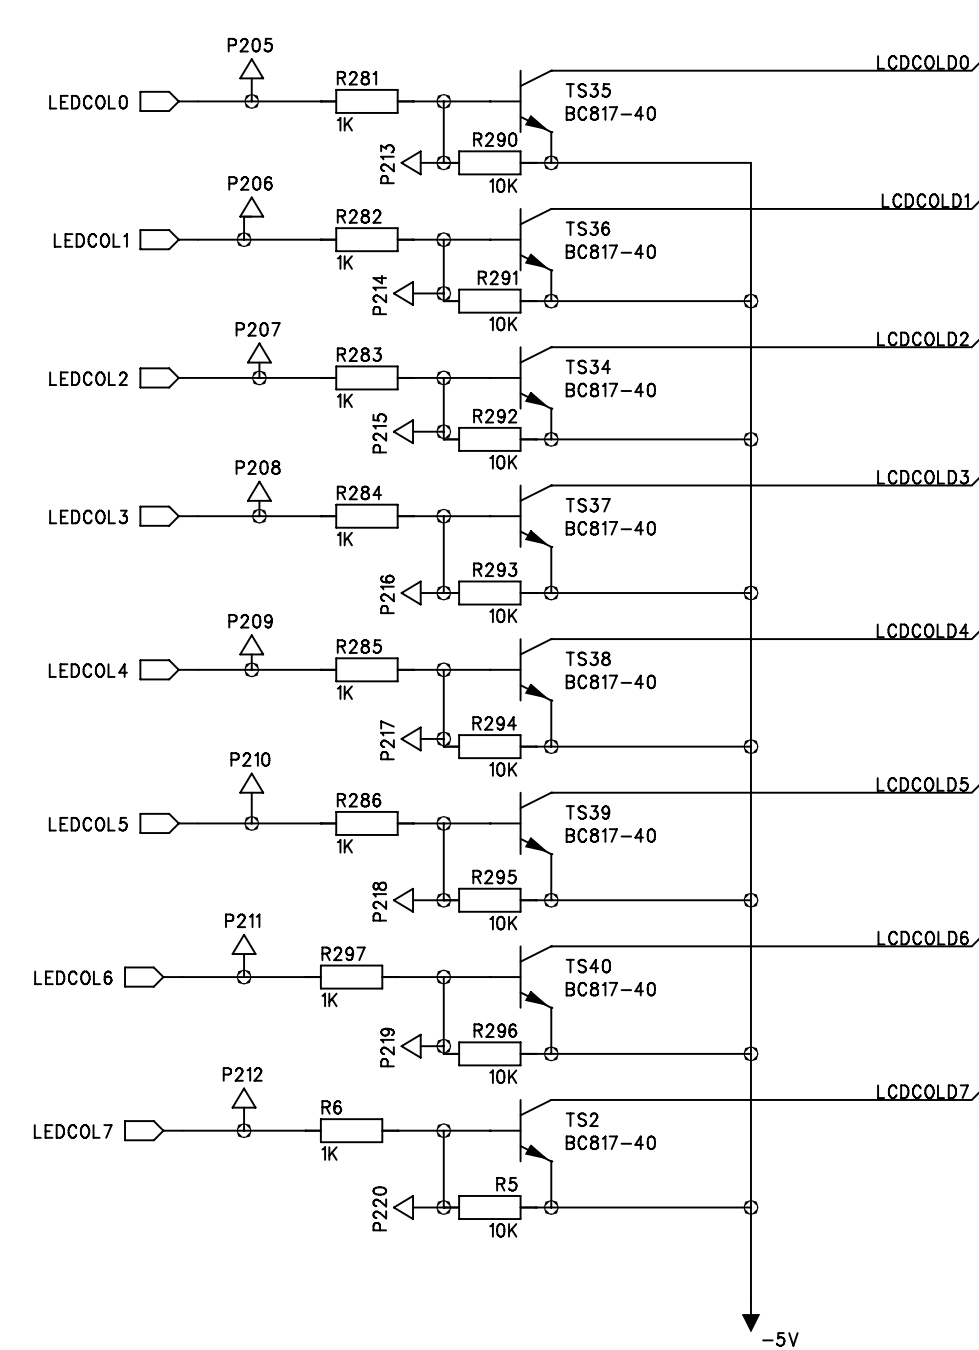 P205
LCDCOLD0
R281
TS35
LEDCOL0
BC817-40
1K
R290
P213
10K
P206
LCDCOLD1
R282
TS36
LEDCOL1
BC817-40
1K
R291
P214
10K
P207
LCDCOLD2
R283
TS34
LEDCOL2
BC817-40
1K
R292
P215
10K
P208
LCDCOLD3
R284
TS37
LEDCOL3
BC817-40
1K
R293
P216
10K
P209
LCDCOLD4
R285
TS38
LEDCOL4
BC817-40
1K
R294
P217
10K
P210
LCDCOLD5
R286
TS39
LEDCOL5
BC817-40
1K
R295
P218
10K
P211
LCDCOLD6
R297
TS40
LEDCOL6
BC817-40
1K
R296
P219
10K
P212
LCDCOLD7
R6
TS2
LEDCOL7
BC817-40
1K
R5
P220
10K
-5V